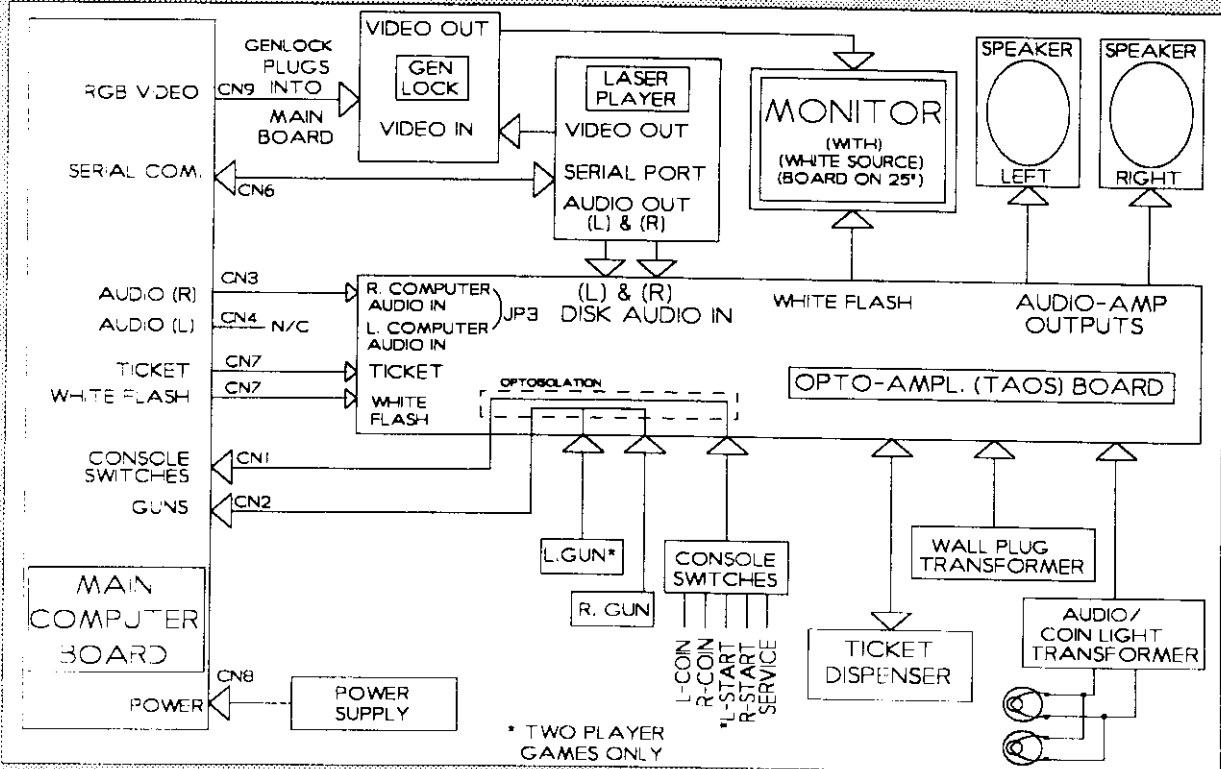 RGB VIDEO
CN9
GENLOCK
PLUGS
INTO
MAIN
BOARD
VIDEO OUT
GEN
LOCK
VIDEO IN
LASER
PLAYER
VIDEO OUT
SERIAL PORT
AUDIO OUT
(L) & (R)
MONITOR
(WITH)
(WHITE SOURCE)
(BOARD ON 25")
SPEAKER
LEFT
SPEAKER
RIGHT
SERIAL COM.
CN6
AUDIO (R)
CN3
AUDIO (L)
CN4
N/C
TICKET
CN7
WHITE FLASH
CN7
R. COMPUTER
AUDIO IN
L. COMPUTER
AUDIO IN
JP3
TICKET
WHITE
FLASH
(L) & (R)
DISK AUDIO IN
WHITE FLASH
AUDIO-AMP
OUTPUTS
OPTOISOLATION
OPTO-AMPL. (TAOS) BOARD
CONSOLE
SWITCHES
CN1
GUNS
CN2
L.GUN*
R. GUN
CONSOLE
SWITCHES
L-COIN
R-COIN
*L-START
R-START
SERVICE
WALL PLUG
TRANSFORMER
TICKET
DISPENSER
AUDIO/
COIN LIGHT
TRANSFORMER
MAIN
COMPUTER
BOARD
POWER
CN8
POWER
SUPPLY
* TWO PLAYER
GAMES ONLY